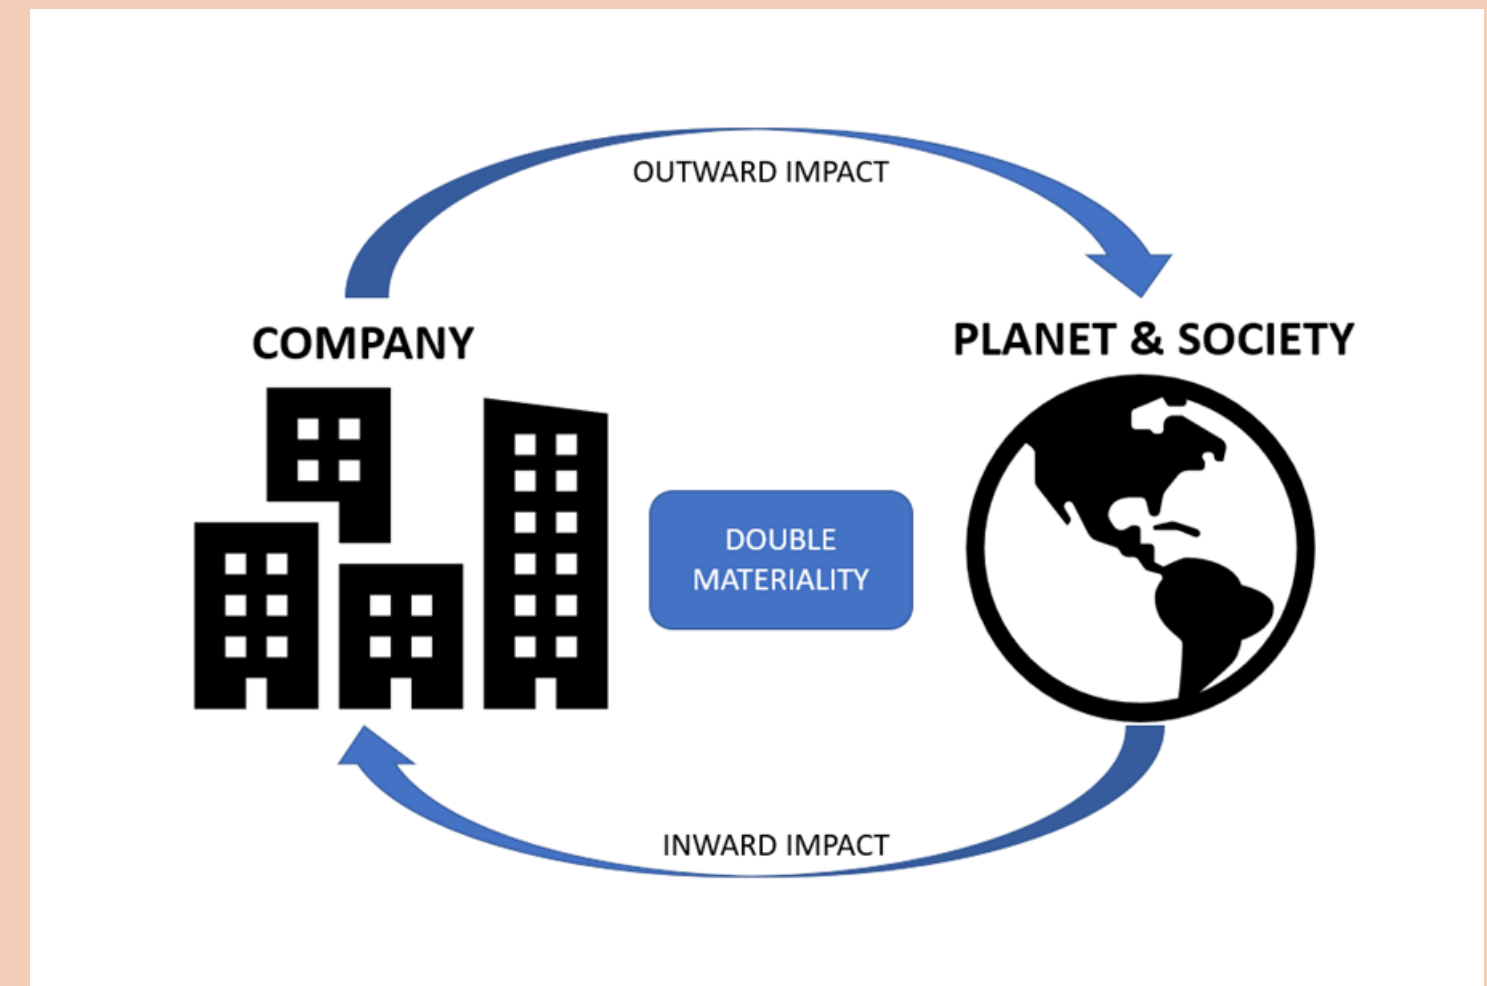 OUTWARD IMPACT
COMPANY
PLANET & SOCIETY
DOUBLE
MATERIALITY
INWARD IMPACT